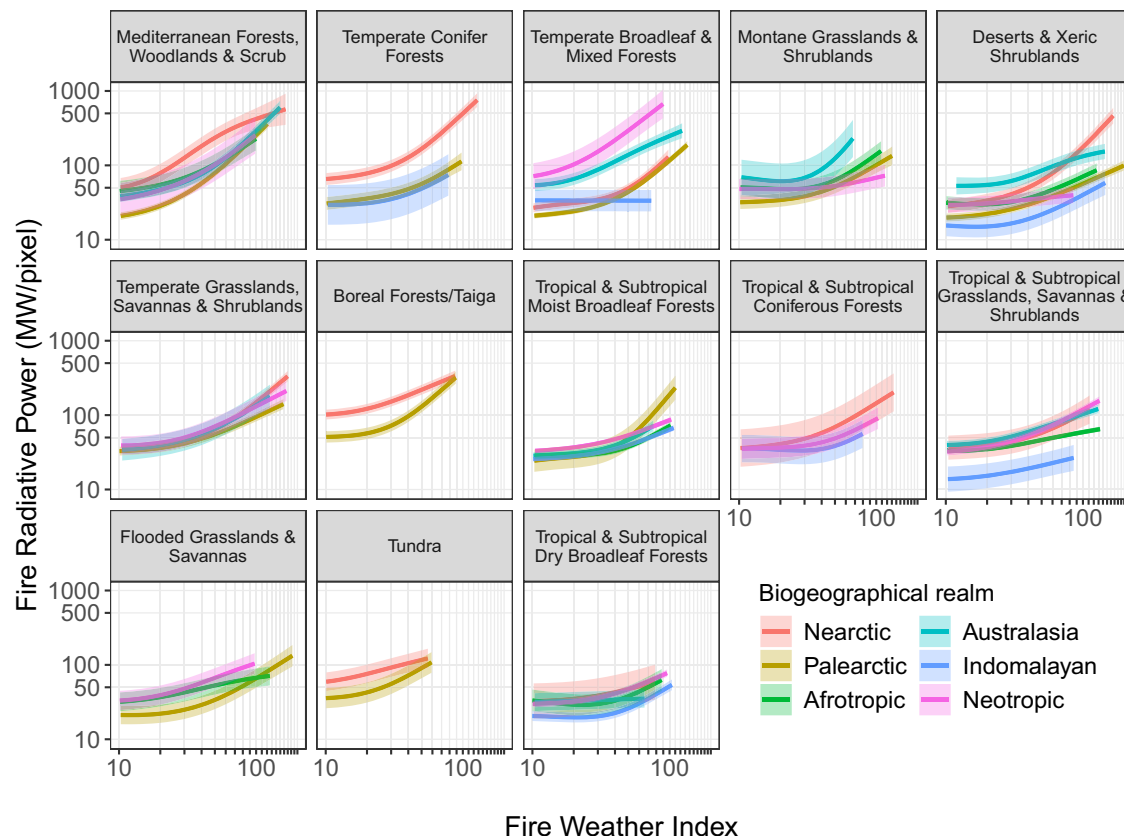 Mediterranean Forests,
Woodlands & Scrub
Temperate Conifer
Forests
Temperate Broadleaf &
Mixed Forests
Montane Grasslands &
Shrublands
Deserts & Xeric
Shrublands
1000
500
100
50
10
Temperate Grasslands,
Savannas & Shrublands
Boreal Forests/Taiga
Tropical & Subtropical
Moist Broadleaf Forests
Tropical & Subtropical
Coniferous Forests
Tropical & Subtropical
Grasslands, Savannas &
Shrublands
1000
500
100
50
10
10
100
10
100
Flooded Grasslands &
Savannas
Tundra
Tropical & Subtropical
Dry Broadleaf Forests
1000
500
100
50
10
10
100
10
100
10
100
Fire Radiative Power (MW/pixel)
Fire Weather Index
Biogeographical realm
Nearctic
Palearctic
Afrotropic
Australasia
Indomalayan
Neotropic